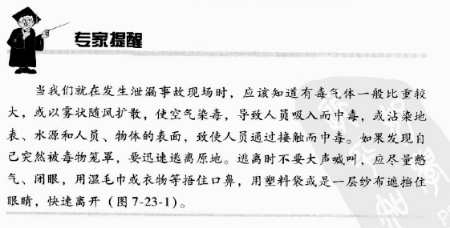 专家提醒
当我们就在发生泄漏事故现场时，应该知道有毒气体一般比重较
大，或以雾状随风扩散，使空气染毒，导致人员吸入而中毒，或沾染地
表、水源和人员、物体的表面，致使人员通过接触而中毒。如果发现自
己突然被毒物笼罩，要迅速逃离原地。逃离时不要大声喊叫，应尽量憋
气、闭眼，用湿毛巾或衣物等捂住口鼻，用塑料袋或是一层纱布遮挡住
眼睛，快速离开（图7-23-1）。